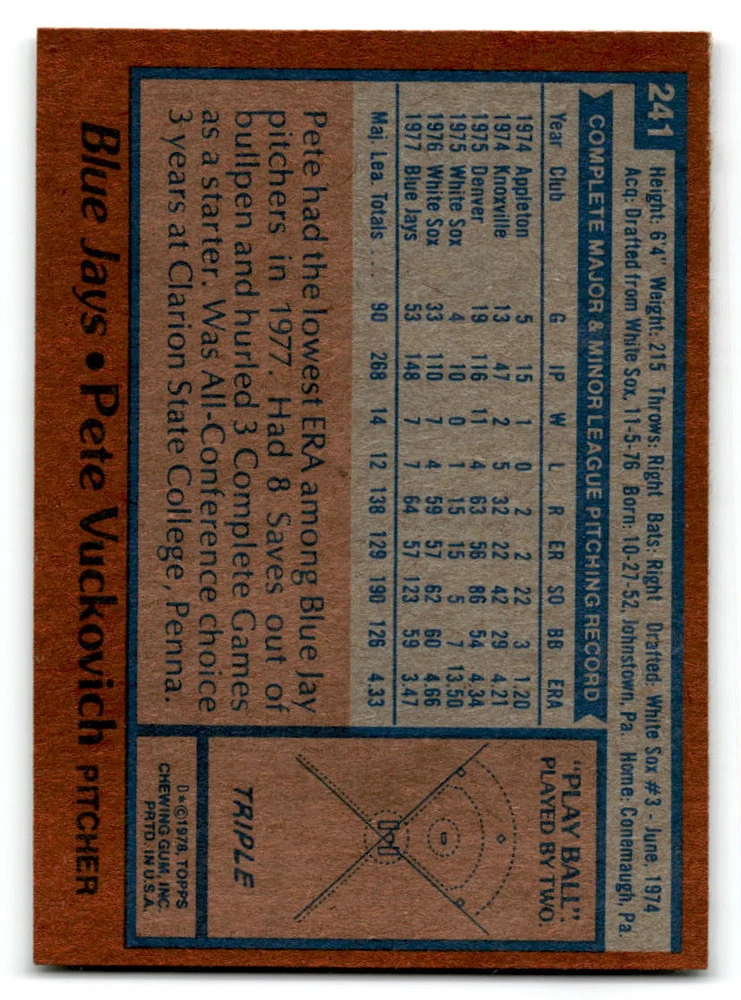 241
Height: 6'4" Weight: 215 Throws: Right Bats: Right Drafted: White Sox #3 - June, 1974
Acq: Drafted from White Sox, 11-5-76 Born: 10-27-52, Johnstown, Pa. Home: Conemaugh, Pa.
COMPLETE MAJOR & MINOR LEAGUE PITCHING RECORD
Year Club G IP W L R ER SO BB ERA
1974 Appleton 5 15 1 0 2 2 22 3 1.20
1974 Knoxville 13 47 2 5 32 22 42 29 4.21
1975 Denver 19 116 11 4 63 56 86 54 4.34
1975 White Sox 4 10 0 1 15 15 5 7 13.50
1976 White Sox 33 110 7 4 59 57 62 60 4.66
1977 Blue Jays 53 148 7 7 64 57 123 59 3.47
Maj. Lea. Totals ... 90 268 14 12 138 129 190 126 4.33
Pete had the lowest ERA among Blue Jay
pitchers in 1977. Had 8 Saves out of
bullpen and hurled 3 Complete Games
as a starter. Was All-Conference choice
3 years at Clarion State College, Penna.
"PLAY BALL":
PLAYED BY TWO.
TRIPLE
D*©1978, TOPPS
CHEWING GUM, INC.
PRTD. IN U.S.A.
Blue Jays • Pete Vuckovich PITCHER